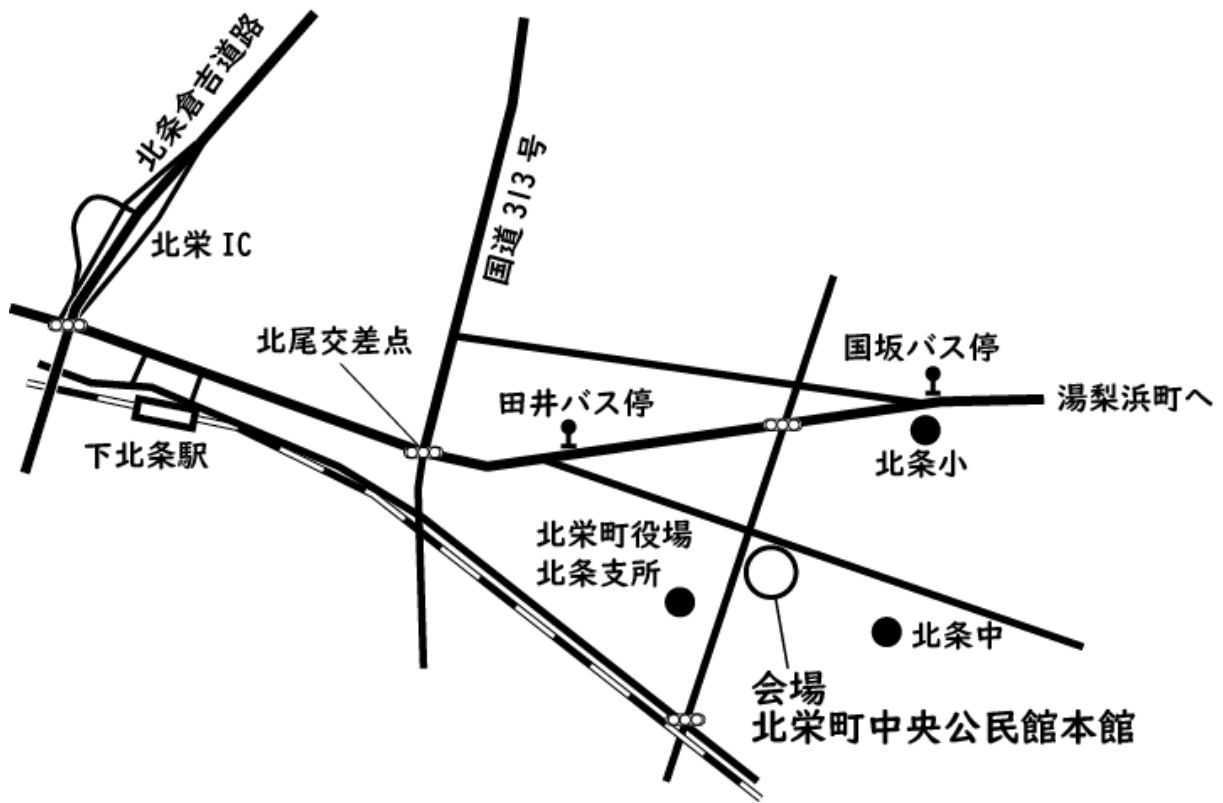 北条倉吉道路
北栄 IC
国道 313 号
北尾交差点
国坂バス停
田井バス停
湯梨浜町へ
下北条駅
北条小
北栄町役場
北条支所
北条中
会場
北栄町中央公民館本館